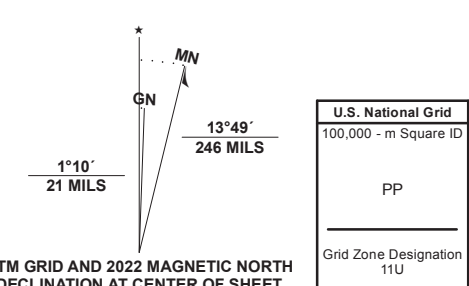 ★
MN
GN
13°49´
246 MILS
1°10´
21 MILS
TM GRID AND 2022 MAGNETIC NORTH
DECLINATION AT CENTER OF SHEET
U.S. National Grid
100,000 - m Square ID
PP
Grid Zone Designation
11U